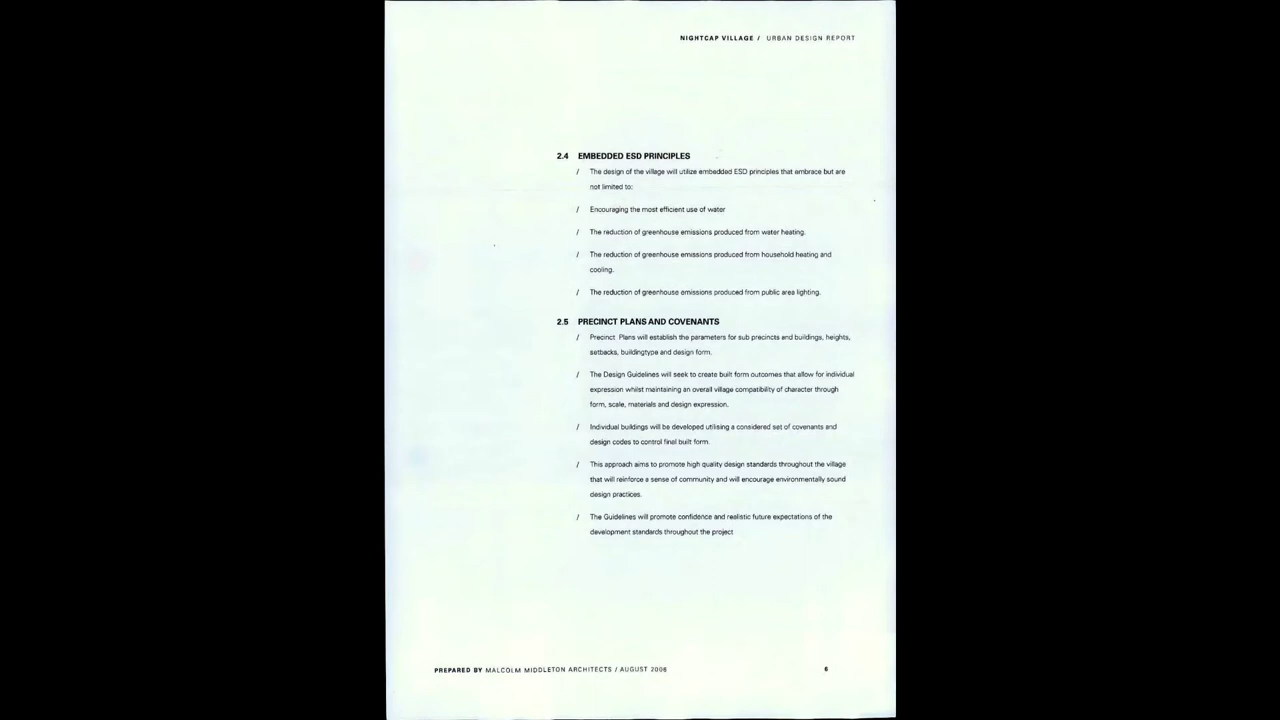 NIGHTCAP VILLAGE / URBAN DESIGN REPORT
2.4 EMBEDDED ESD PRINCIPLES
/ The design of the village will utilize embedded ESD principles that embrace but are
not limited to:
/ Encouraging the most efficient use of water
/ The reduction of greenhouse emissions produced from water heating.
/ The reduction of greenhouse emissions produced from household heating and
cooling.
/ The reduction of greenhouse emissions produced from public area lighting.
2.5 PRECINCT PLANS AND COVENANTS
/ Precinct Plans will establish the parameters for sub precincts and buildings, heights,
setbacks, buildingtype and design form.
/ The Design Guidelines will seek to create built form outcomes that allow for individual
expression whilst maintaining an overall village compatibility of character through
form, scale, materials and design expression.
/ Individual buildings will be developed utilising a considered set of covenants and
design codes to control final built form.
/ This approach aims to promote high quality design standards throughout the village
that will reinforce a sense of community and will encourage environmentally sound
design practices.
/ The Guidelines will promote confidence and realistic future expectations of the
development standards throughout the project
PREPARED BY MALCOLM MIDDLETON ARCHITECTS / AUGUST 2006
6